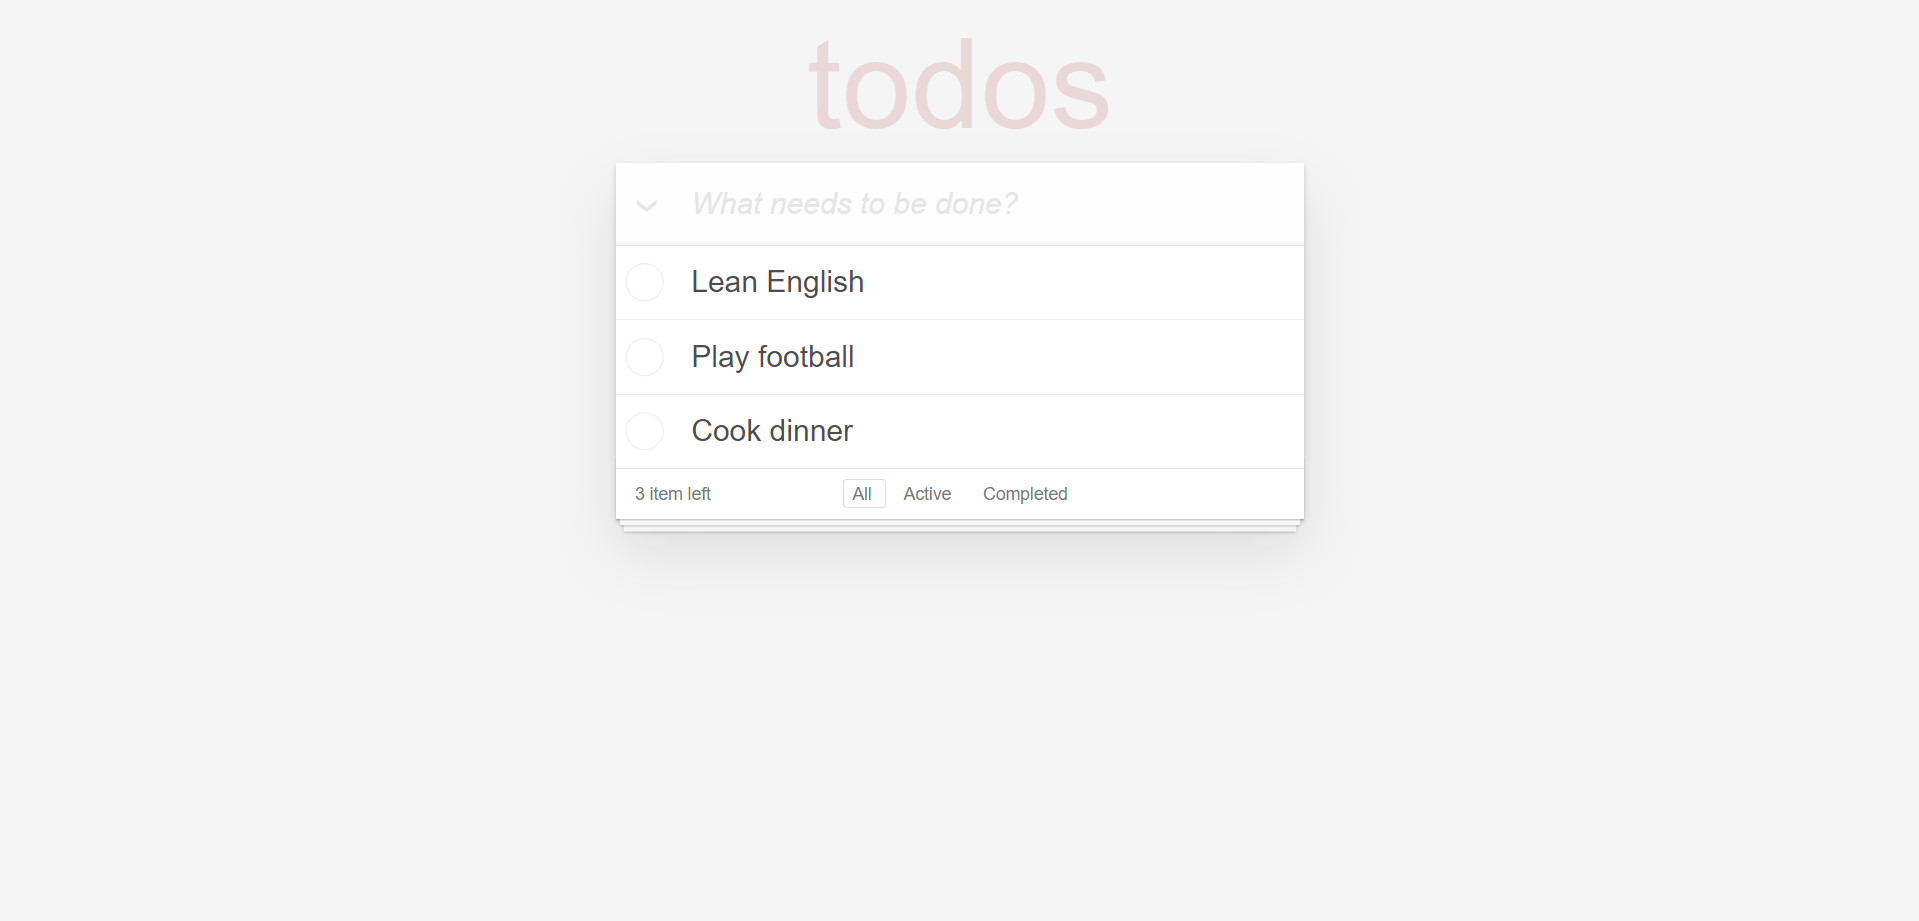 todos
What needs to be done?
Lean English
Play football
Cook dinner
3 item left All Active Completed